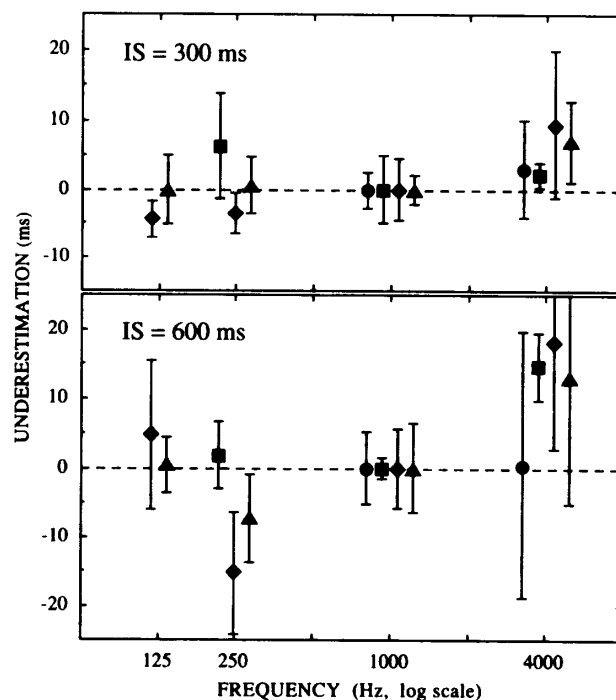 IS = 300 ms
20
10
0
-10
IS = 600 ms
20
10
0
-10
-20
UNDERESTIMATION (ms)
125 250 1000 4000
FREQUENCY (Hz, log scale)